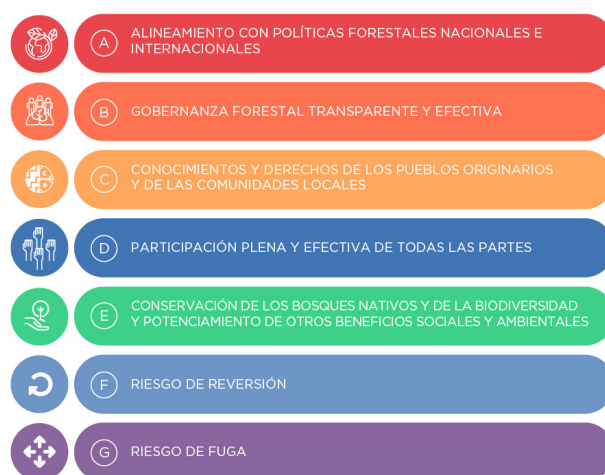 A
ALINEAMIENTO CON POLÍTICAS FORESTALES NACIONALES E
INTERNACIONALES
B
GOBERNANZA FORESTAL TRANSPARENTE Y EFECTIVA
C
CONOCIMIENTOS Y DERECHOS DE LOS PUEBLOS ORIGINARIOS
Y DE LAS COMUNIDADES LOCALES
D
PARTICIPACIÓN PLENA Y EFECTIVA DE TODAS LAS PARTES
E
CONSERVACIÓN DE LOS BOSQUES NATIVOS Y DE LA BIODIVERSIDAD
Y POTENCIAMIENTO DE OTROS BENEFICIOS SOCIALES Y AMBIENTALES
F
RIESGO DE REVERSIÓN
G
RIESGO DE FUGA